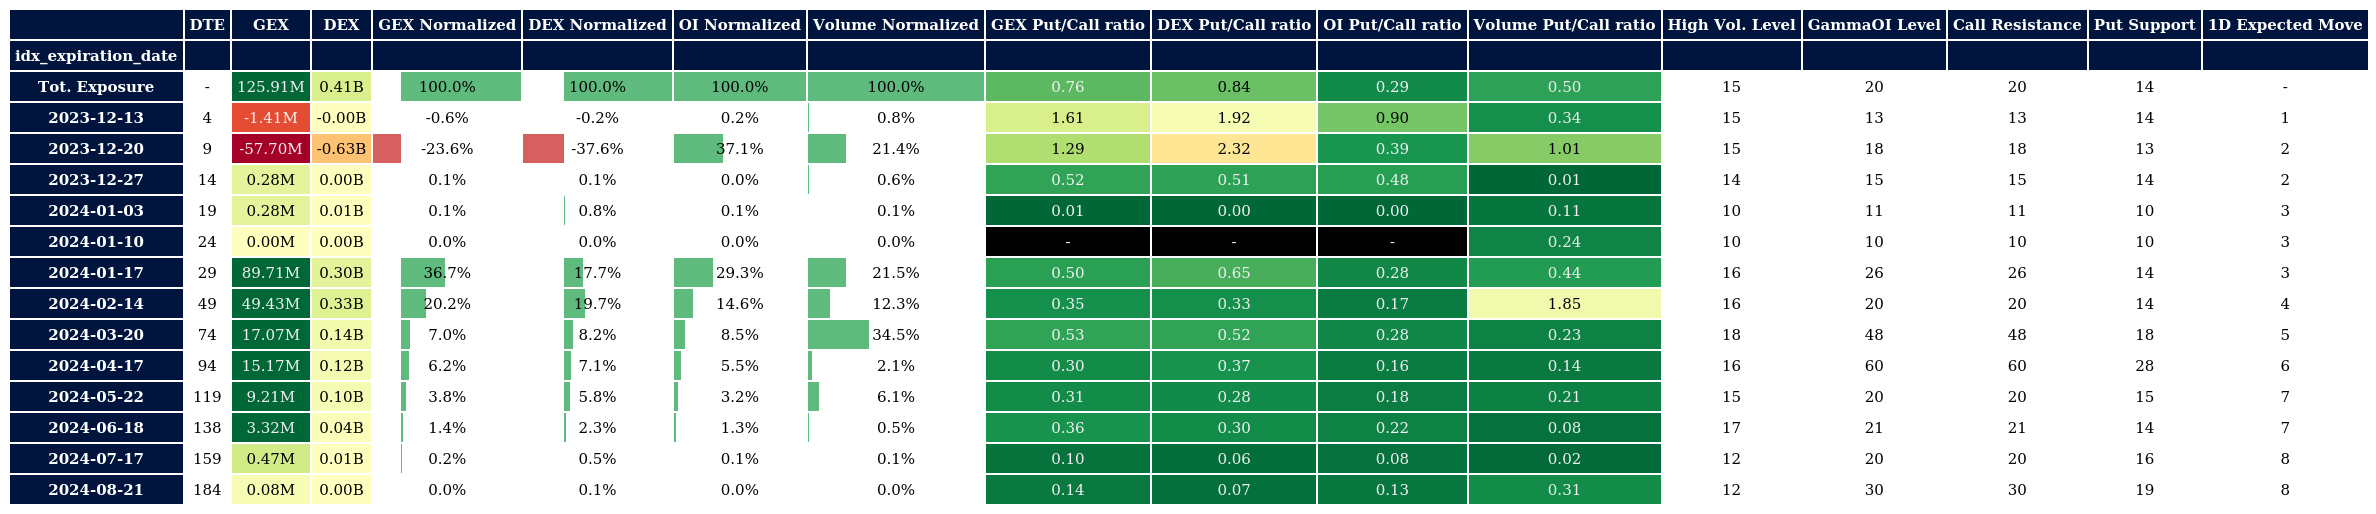 DTE GEX DEX GEX Normalized DEX Normalized OI Normalized Volume Normalized GEX Put/Call ratio DEX Put/Call ratio OI Put/Call ratio Volume Put/Call ratio High Vol. Level GammaOI Level Call Resistance Put Support 1D Expected Move
idx_expiration_date
Tot. Exposure - 125.91M 0.41B 100.0% 100.0% 100.0% 100.0% 0.76 0.84 0.29 0.50 15 20 20 14 -
2023-12-13 4 -1.41M -0.00B -0.6% -0.2% 0.2% 0.8% 1.61 1.92 0.90 0.34 15 13 13 14 1
2023-12-20 9 -57.70M -0.63B -23.6% -37.6% 37.1% 21.4% 1.29 2.32 0.39 1.01 15 18 18 13 2
2023-12-27 14 0.28M 0.00B 0.1% 0.1% 0.0% 0.6% 0.52 0.51 0.48 0.01 14 15 15 14 2
2024-01-03 19 0.28M 0.01B 0.1% 0.8% 0.1% 0.1% 0.01 0.00 0.00 0.11 10 11 11 10 3
2024-01-10 24 0.00M 0.00B 0.0% 0.0% 0.0% 0.0% - - - 0.24 10 10 10 10 3
2024-01-17 29 89.71M 0.30B 36.7% 17.7% 29.3% 21.5% 0.50 0.65 0.28 0.44 16 26 26 14 3
2024-02-14 49 49.43M 0.33B 20.2% 19.7% 14.6% 12.3% 0.35 0.33 0.17 1.85 16 20 20 14 4
2024-03-20 74 17.07M 0.14B 7.0% 8.2% 8.5% 34.5% 0.53 0.52 0.28 0.23 18 48 48 18 5
2024-04-17 94 15.17M 0.12B 6.2% 7.1% 5.5% 2.1% 0.30 0.37 0.16 0.14 16 60 60 28 6
2024-05-22 119 9.21M 0.10B 3.8% 5.8% 3.2% 6.1% 0.31 0.28 0.18 0.21 15 20 20 15 7
2024-06-18 138 3.32M 0.04B 1.4% 2.3% 1.3% 0.5% 0.36 0.30 0.22 0.08 17 21 21 14 7
2024-07-17 159 0.47M 0.01B 0.2% 0.5% 0.1% 0.1% 0.10 0.06 0.08 0.02 12 20 20 16 8
2024-08-21 184 0.08M 0.00B 0.0% 0.1% 0.0% 0.0% 0.14 0.07 0.13 0.31 12 30 30 19 8